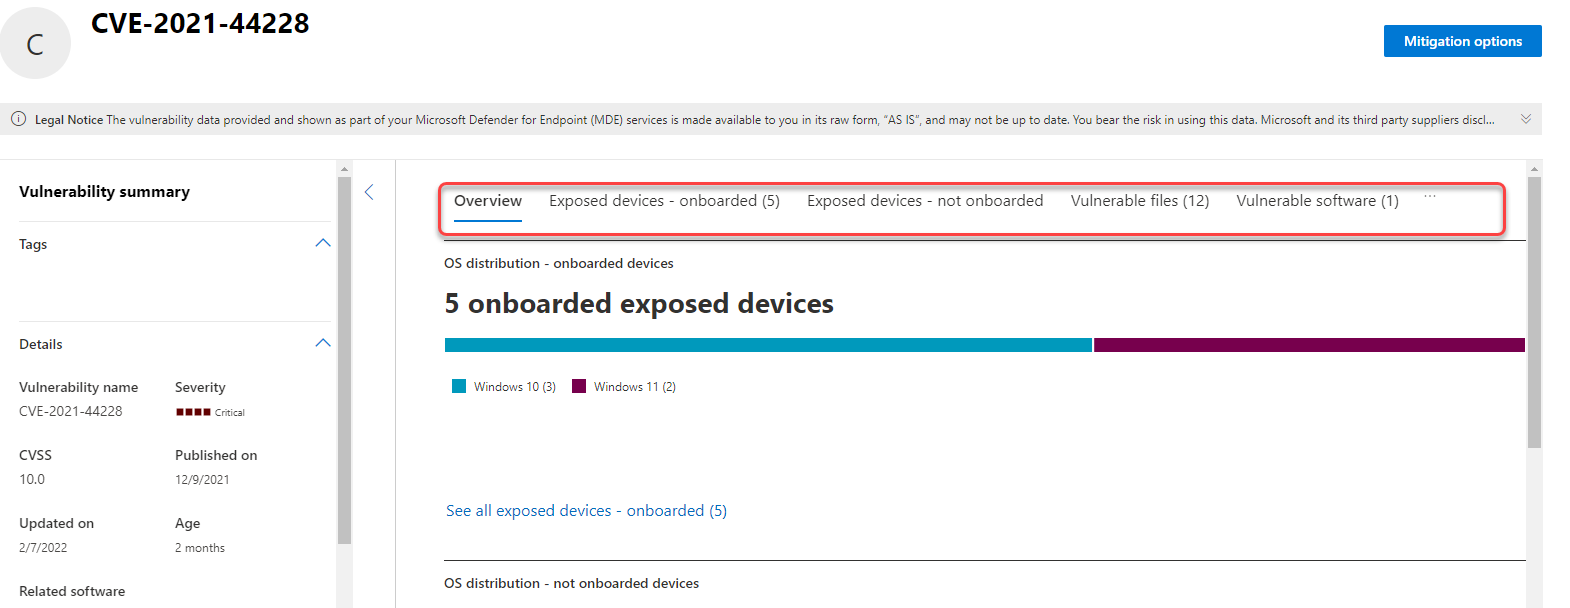 C
CVE-2021-44228
Mitigation options
Legal Notice The vulnerability data provided and shown as part of your Microsoft Defender for Endpoint (MDE) services is made available to you in its raw form, “AS IS”, and may not be up to date. You bear the risk in using this data. Microsoft and its third party suppliers discl...
Vulnerability summary
Tags
Details
Vulnerability name Severity
CVE-2021-44228 Critical
CVSS Published on
10.0 12/9/2021
Updated on Age
2/7/2022 2 months
Related software
Overview Exposed devices - onboarded (5) Exposed devices - not onboarded Vulnerable files (12) Vulnerable software (1) ...
OS distribution - onboarded devices
5 onboarded exposed devices
Windows 10 (3) Windows 11 (2)
See all exposed devices - onboarded (5)
OS distribution - not onboarded devices